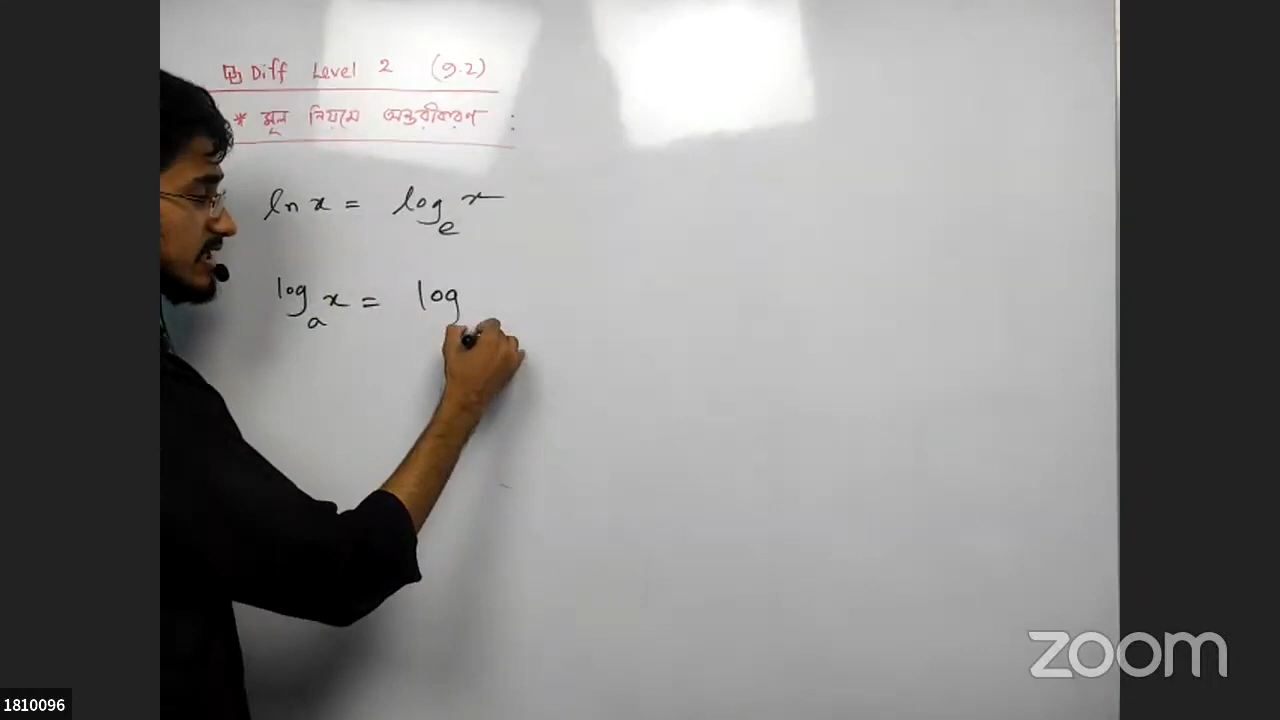 Diff Level 2 (9.2)
* মূল নিয়মে অন্তরীকরণ :
ln x = log_e x
log_a x = log
zoom
1810096